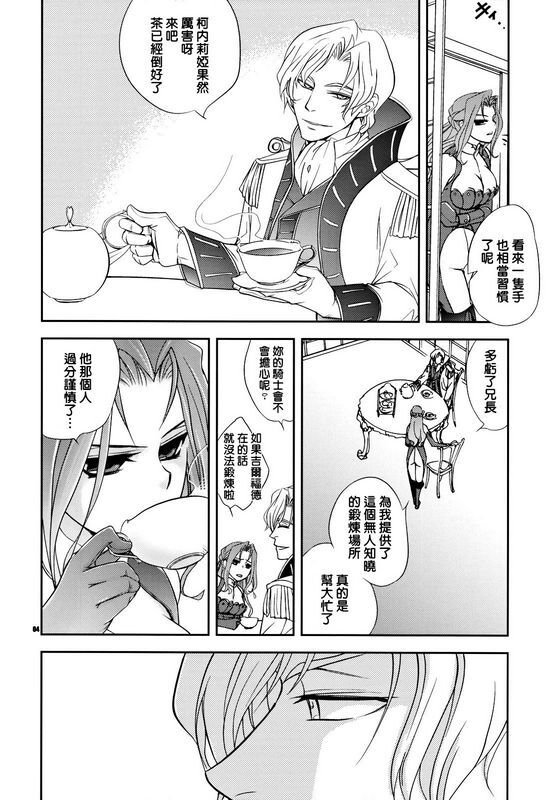 キィ…
看來一隻手
也相當習慣
了呢
柯內莉婭果然
厲害呀
來吧
茶已經倒好了
多虧了兄長
為我提供了
這個無人知曉
的鍛煉場所
真的是
幫大忙了
妳的騎士會不
會擔心呢?
如果吉爾福德
在的話
就沒法鍛煉啦
他那個人
過分謹慎了…
04